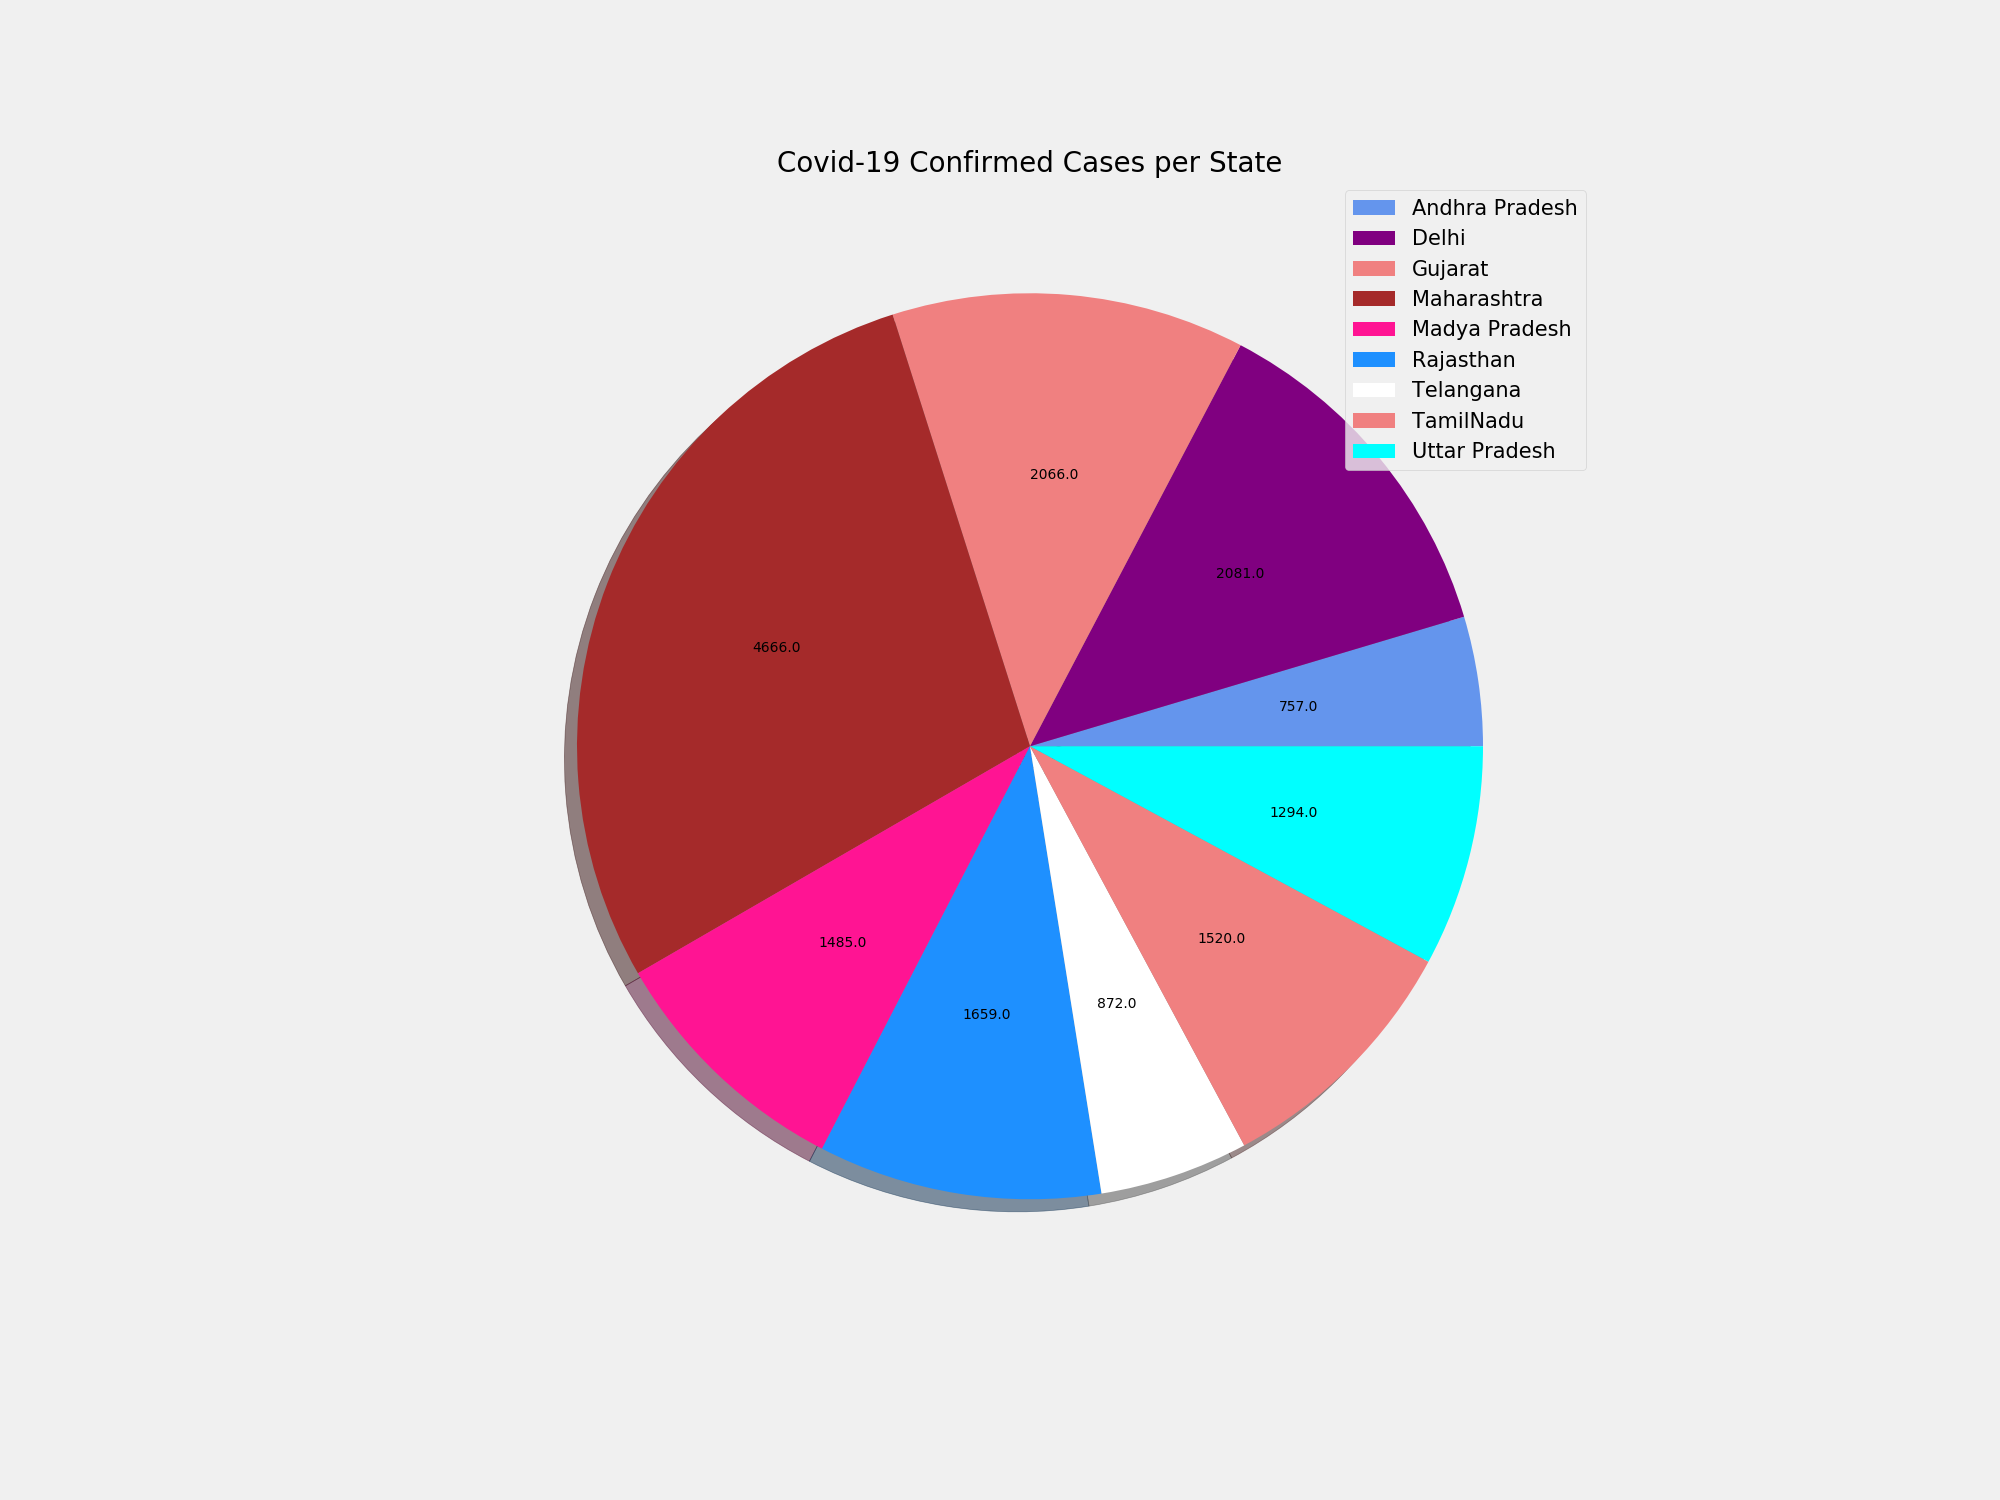 Covid-19 Confirmed Cases per State
Andhra Pradesh
Delhi
Gujarat
Maharashtra
Madya Pradesh
Rajasthan
Telangana
TamilNadu
Uttar Pradesh
2066.0
2081.0
4666.0
757.0
1294.0
1520.0
1485.0
872.0
1659.0